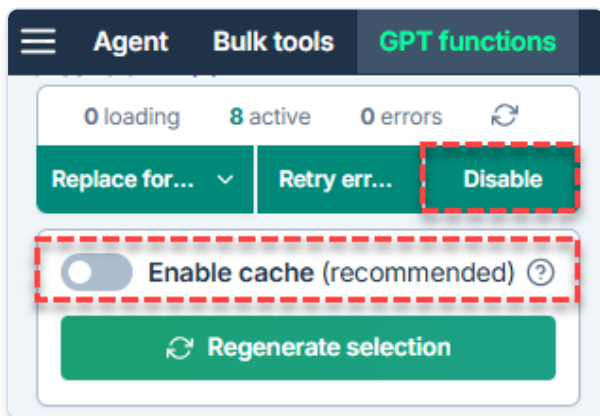 Agent Bulk tools GPT functions
0 loading 8 active 0 errors
Replace for... Retry err... Disable
Enable cache (recommended) ?
Regenerate selection